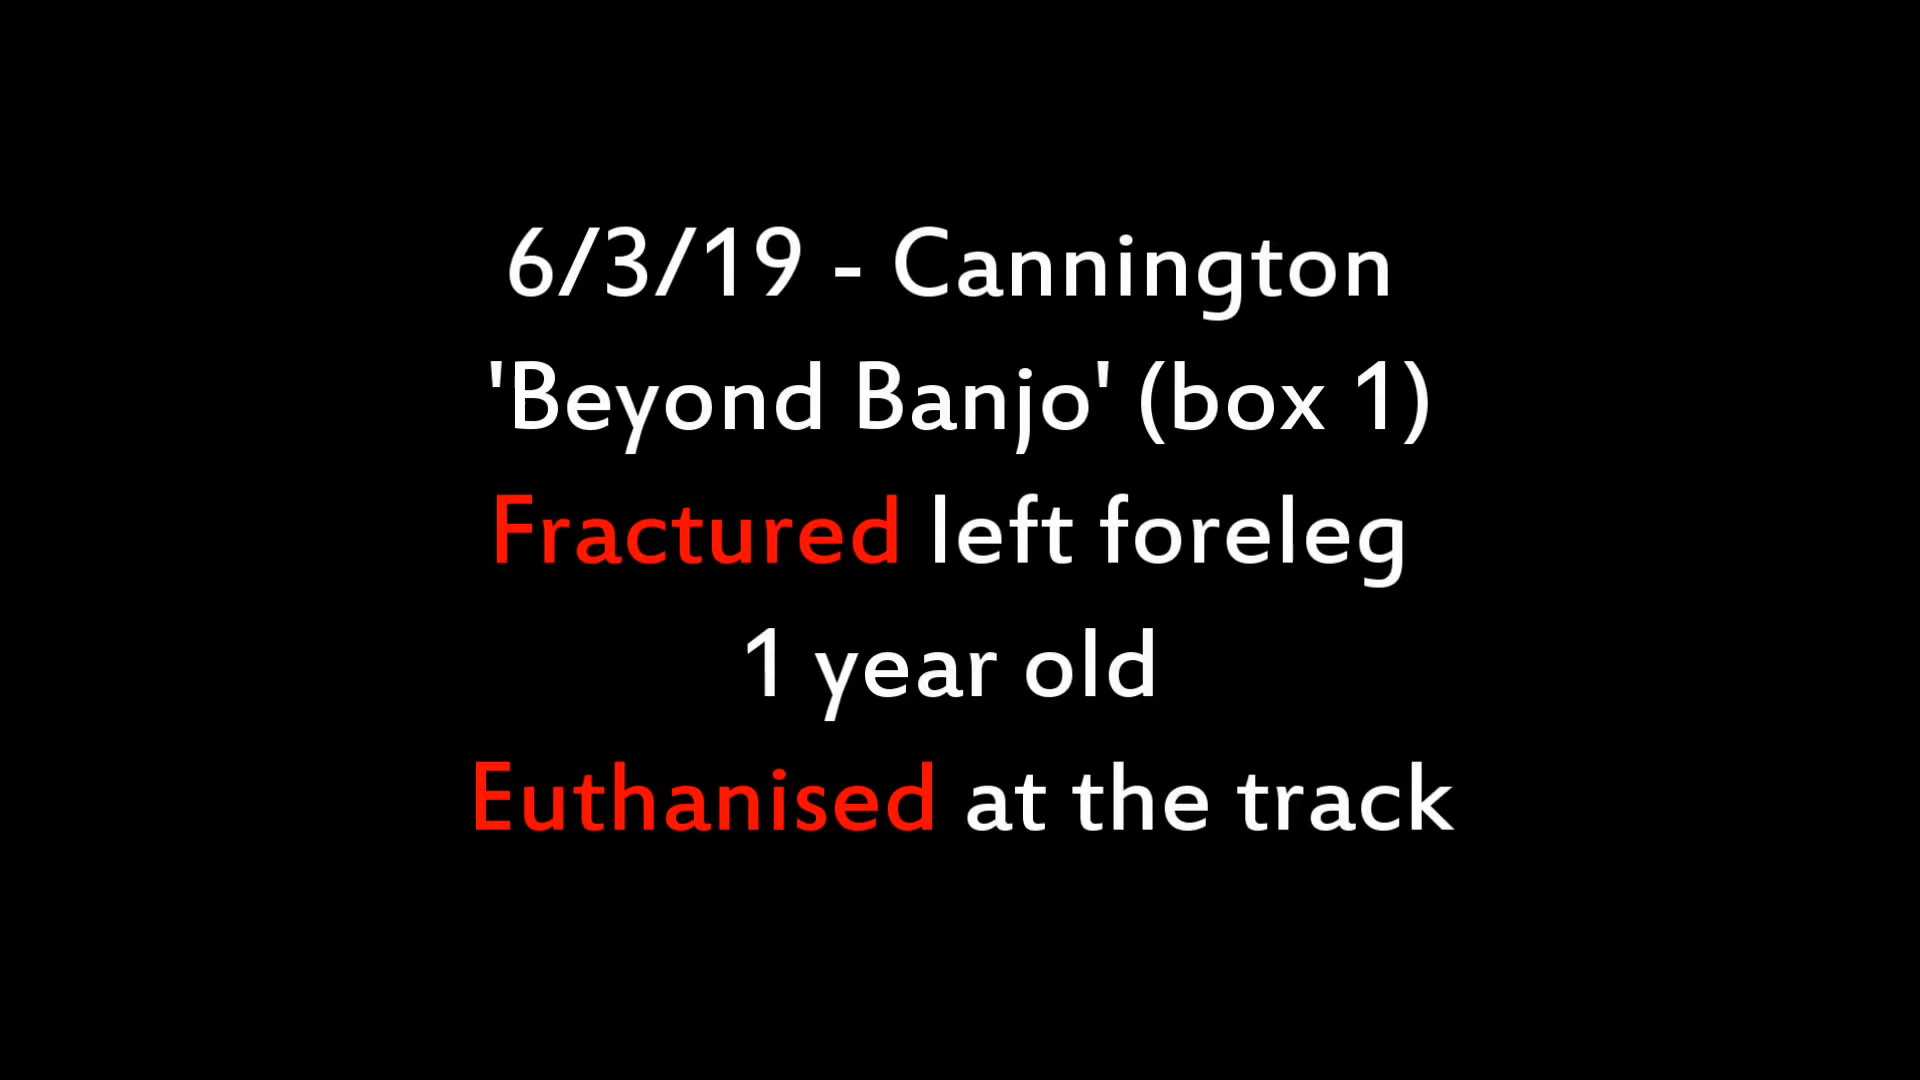 6/3/19 - Cannington
'Beyond Banjo' (box 1)
Fractured left foreleg
1 year old
Euthanised at the track